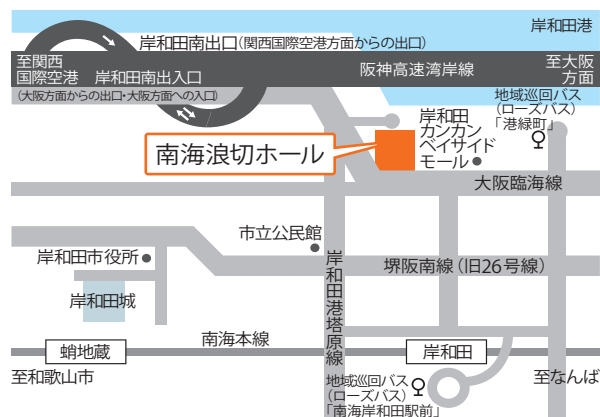 岸和田港
岸和田南出口(関西国際空港方面からの出口)
至関西
国際空港
岸和田南出入口
阪神高速湾岸線
至大阪
方面
(大阪方面からの出口・大阪方面への入口)
地域巡回バス
(ローズバス)
「港緑町」
岸和田
カンカン
ベイサイド
モール
南海浪切ホール
大阪臨海線
市立公民館
岸和田市役所
岸和田港塔原線
堺阪南線(旧26号線)
岸和田城
南海本線
蛸地蔵
岸和田
至和歌山市
至なんば
地域巡回バス
(ローズバス)
「南海岸和田駅前」